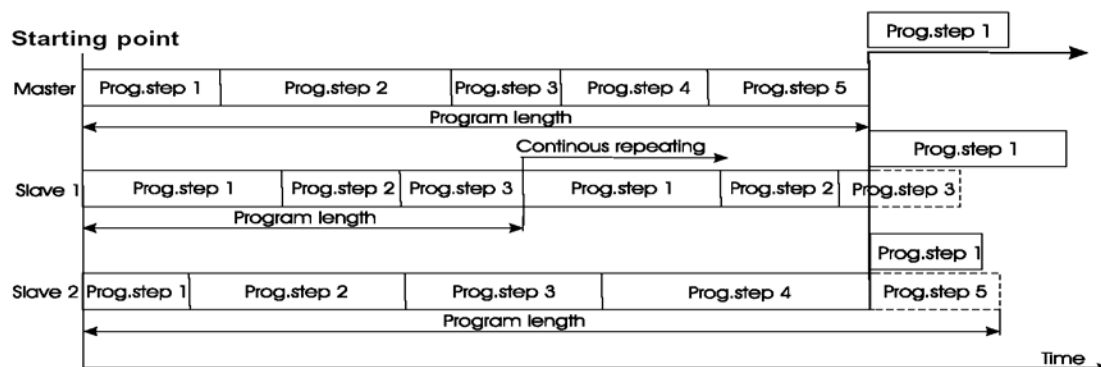 Prog.step 1
Starting point
Master Prog.step 1 Prog.step 2 Prog.step 3 Prog.step 4 Prog.step 5
Program length
Continous repeating
Prog.step 1
Slave 1 Prog.step 1 Prog.step 2 Prog.step 3 Prog.step 1 Prog.step 2 Prog.step 3
Program length
Prog.step 1
Slave 2 Prog.step 1 Prog.step 2 Prog.step 3 Prog.step 4 Prog.step 5
Program length
Time